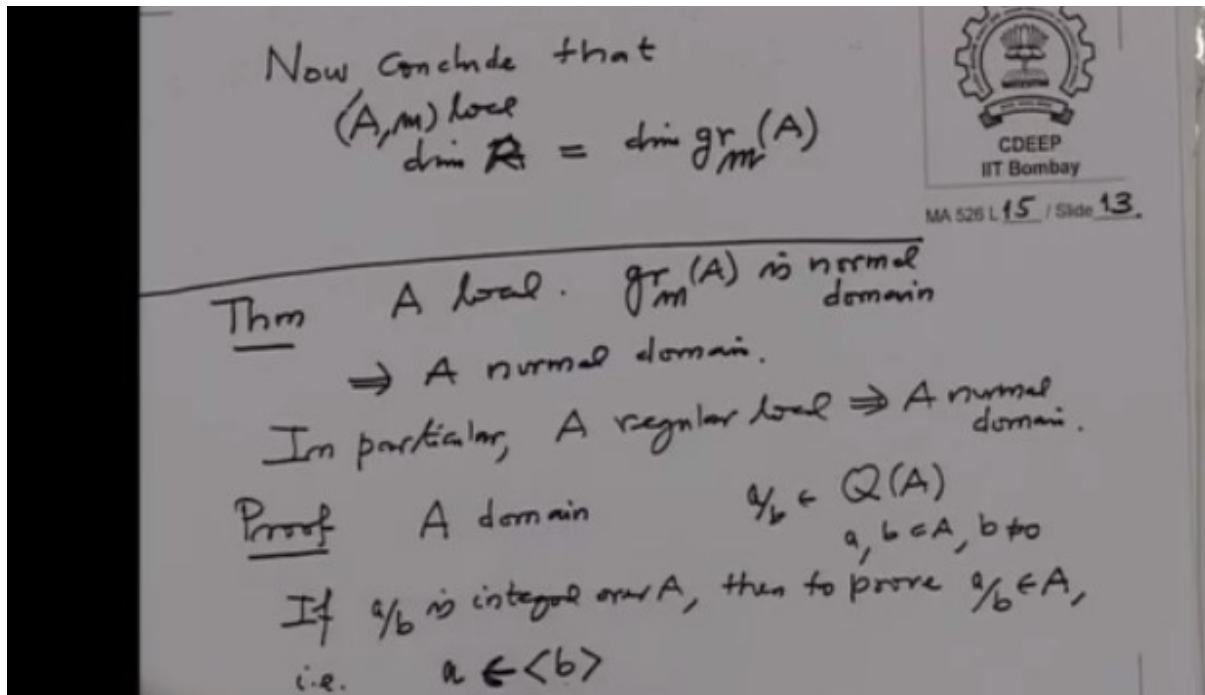 Now conclude that
(A,m) local
dim A = dim gr_m(A)
CDEEP
IIT Bombay
MA 526 L15 / Slide 13.
Thm A local. gr_m(A) is normal domain
⇒ A normal domain.
In particular, A regular local ⇒ A normal domain.
Proof A domain a/b ∈ Q(A)
a, b ∈ A, b ≠ 0
If a/b is integral over A, then to prove a/b ∈ A,
i.e. a ∈ <b>